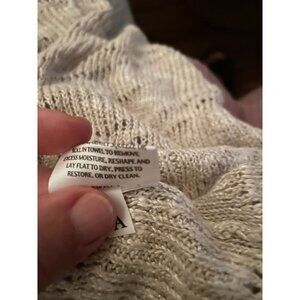 ROLL IN TOWEL TO REMOVE
EXCESS MOISTURE, RESHAPE AND
LAY FLAT TO DRY. PRESS TO
RESTORE, OR DRY CLEAN.
A